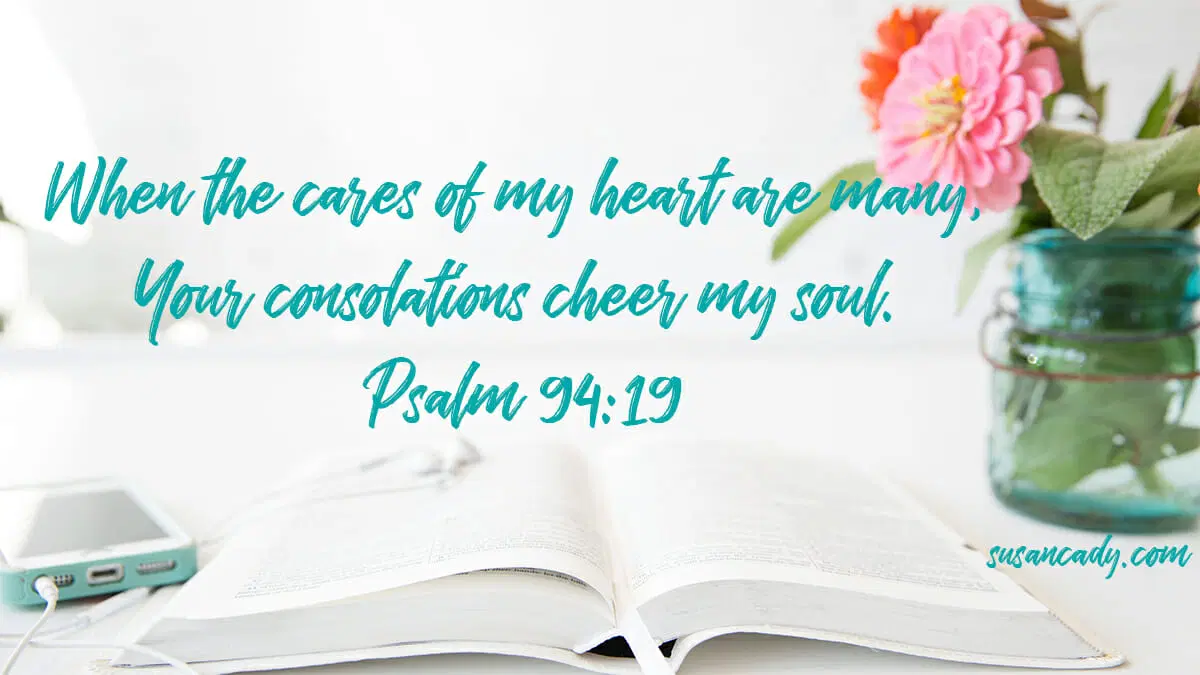 When the cares of my heart are many,
Your consolations cheer my soul.
Psalm 94:19
susancady.com